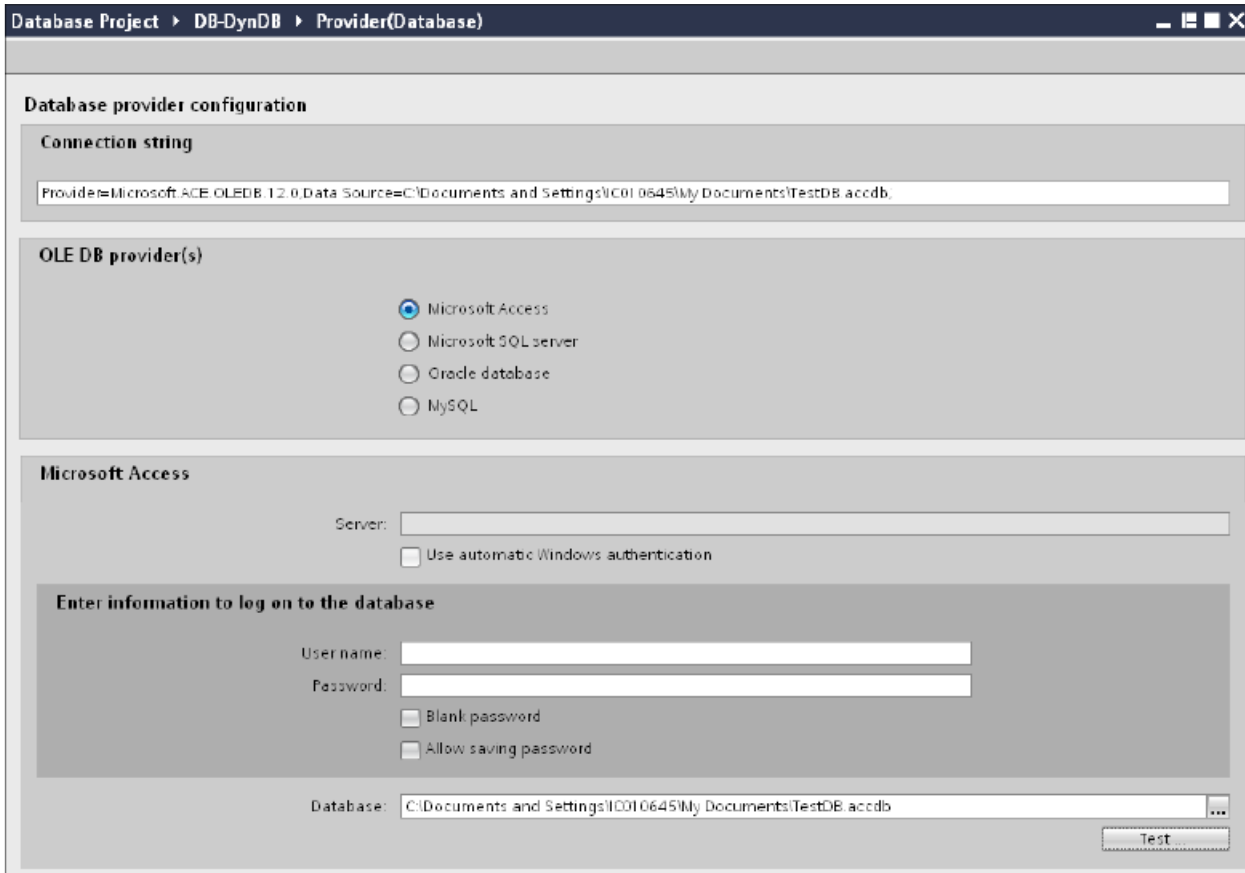 Database Project ▸ DB-DynDB ▸ Provider(Database)
Database provider configuration
Connection string
Provider=Microsoft.ACE.OLEDB.12.0,Data Source=C:\Documents and Settings\IC010645\My Documents\TestDB.accdb,
OLE DB provider(s)
Microsoft Access
Microsoft SQL server
Oracle database
MySQL
Microsoft Access
Server:
Use automatic Windows authentication
Enter information to log on to the database
User name:
Password:
Blank password
Allow saving password
Database: C:\Documents and Settings\IC010645\My Documents\TestDB.accdb ...
Test ...